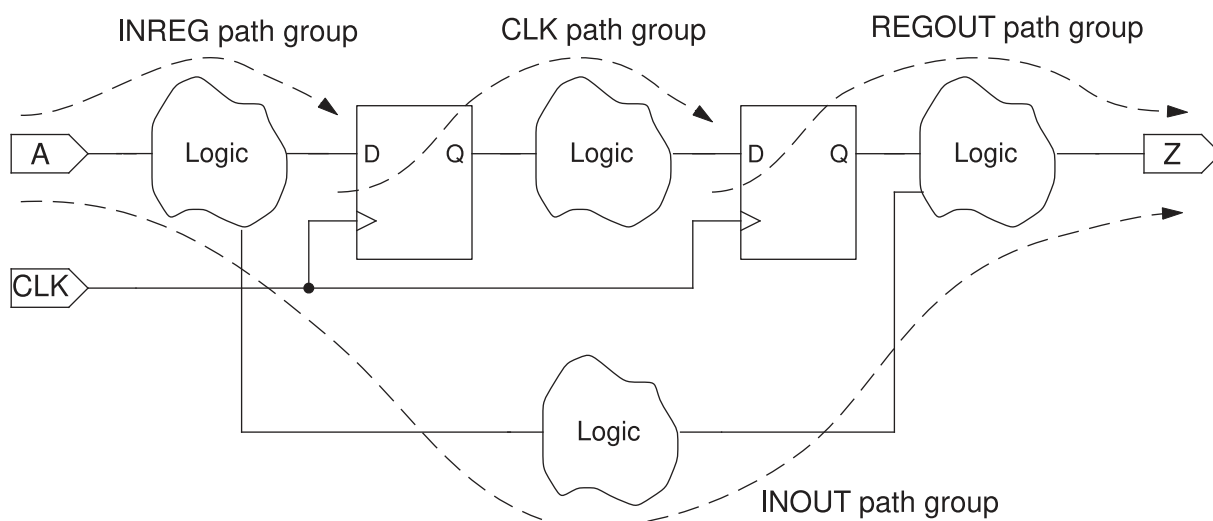 INREG path group
CLK path group
REGOUT path group
A
Logic
D
Q
Logic
D
Q
Logic
Z
CLK
Logic
INOUT path group